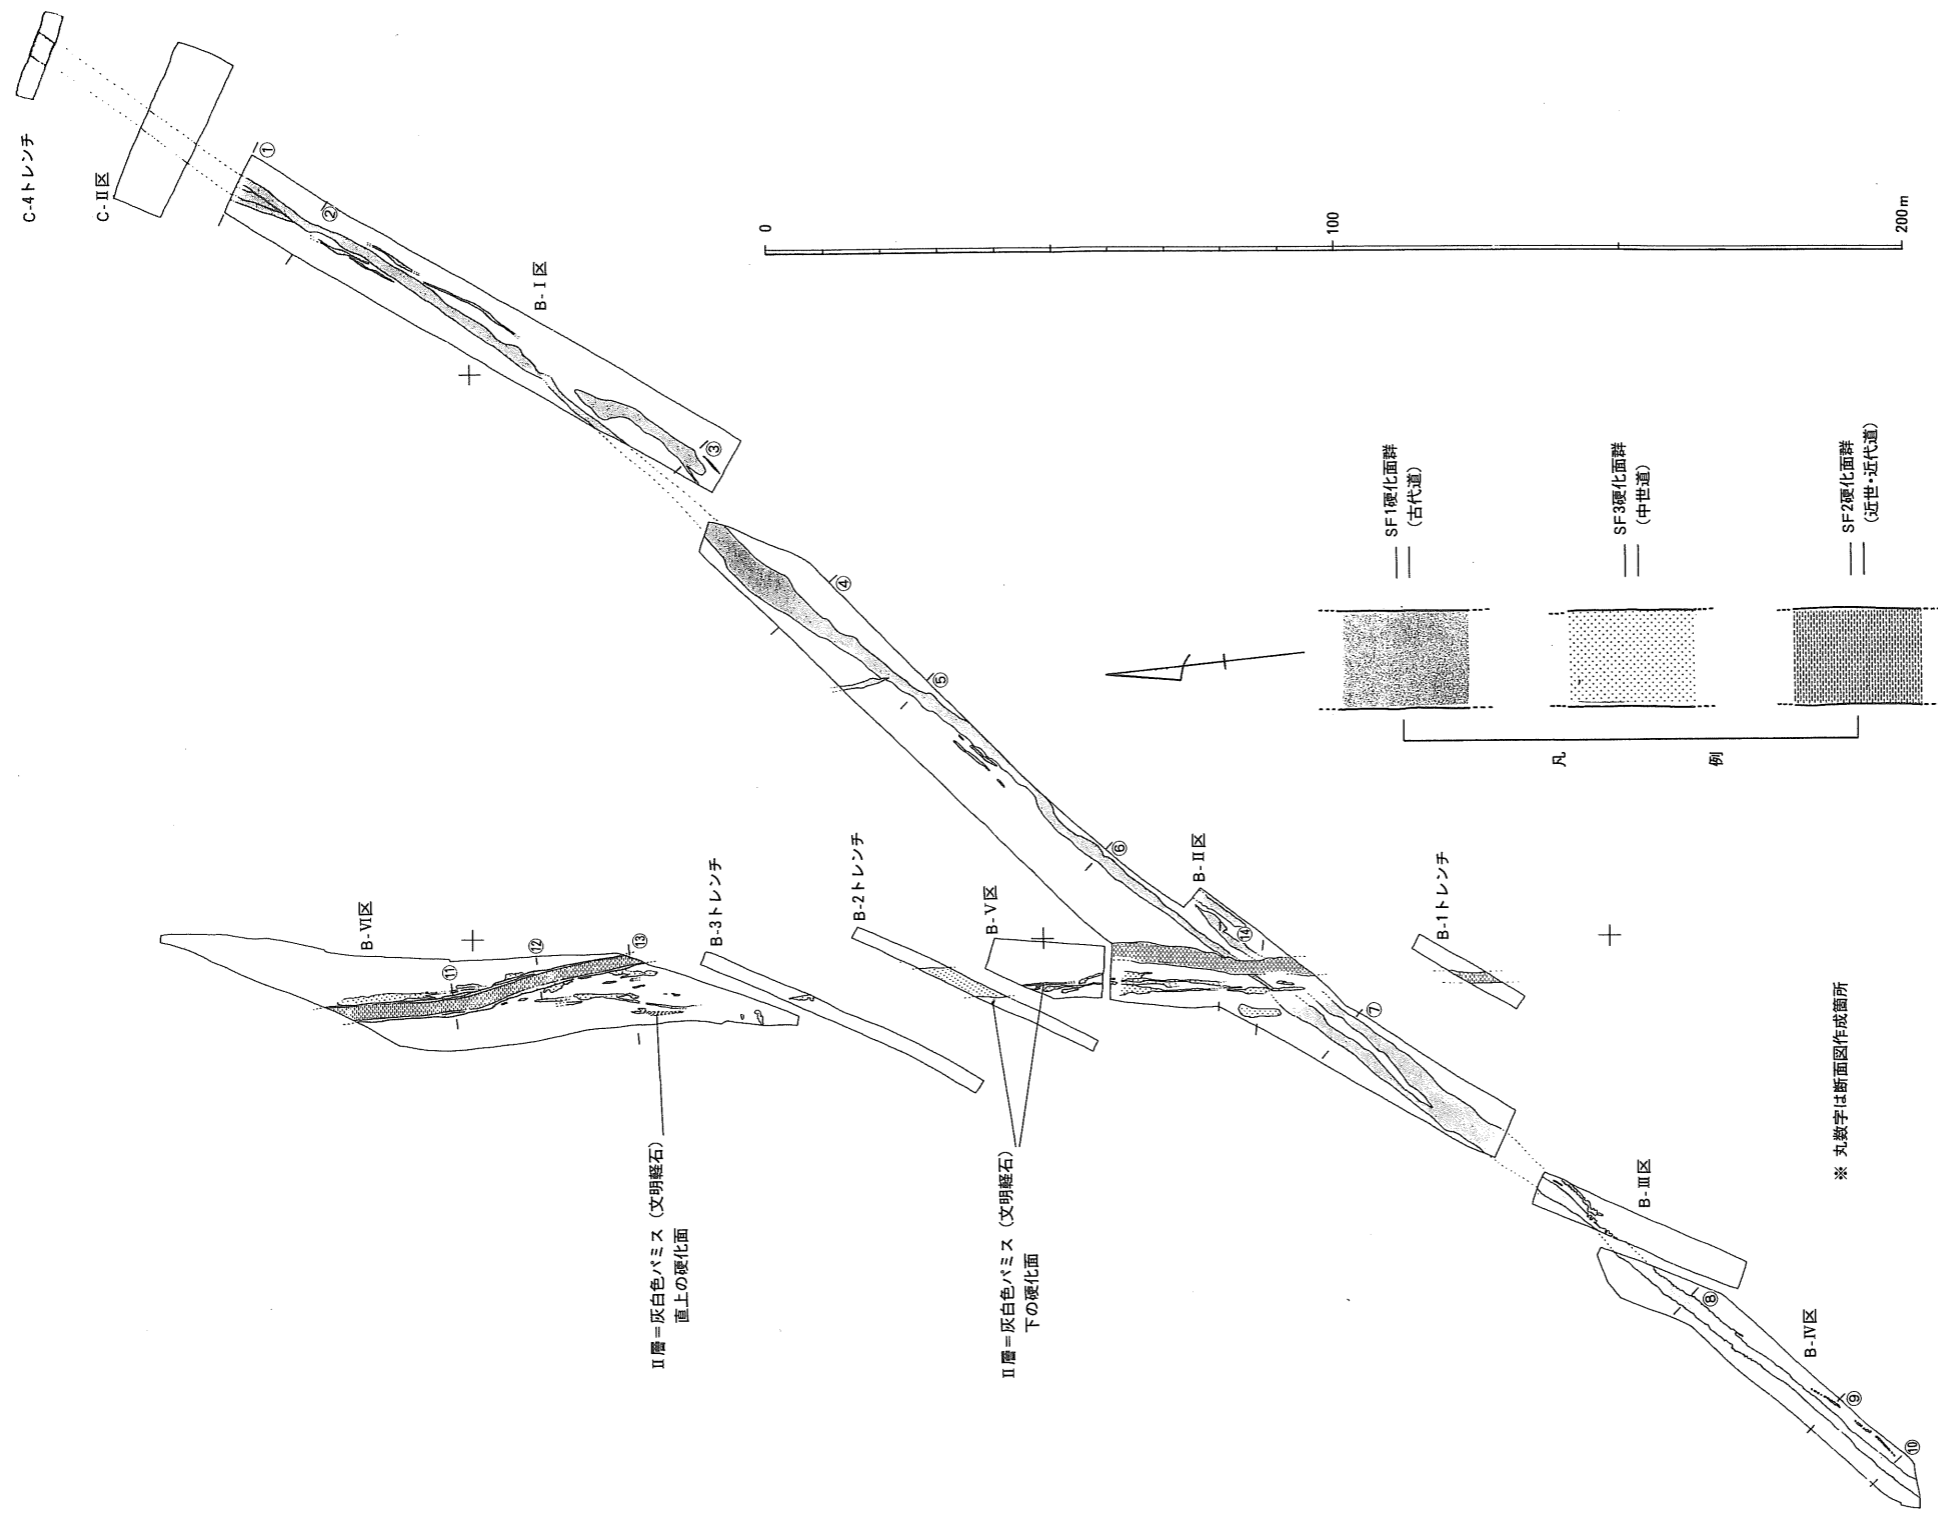 C-4トレンチ
C-Ⅱ区
①
②
B-Ⅰ区
③
0
100
200m
④
⑤
⑥
B-Ⅱ区
⑭
⑦
B-Ⅵ区
⑪
⑫
⑬
B-3トレンチ
B-2トレンチ
B-Ⅴ区
B-1トレンチ
SF1硬化面群
(古代道)
SF3硬化面群
(中世道)
SF2硬化面群
(近世・近代道)
凡例
Ⅱ層=灰白色パミス(文明軽石)
直上の硬化面
Ⅱ層=灰白色パミス(文明軽石)
下の硬化面
B-Ⅲ区
⑧
B-Ⅳ区
⑨
⑩
※ 丸数字は断面図作成箇所